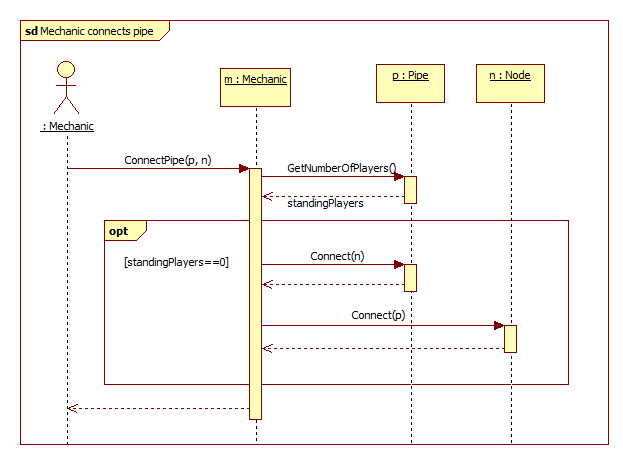 sd Mechanic connects pipe
: Mechanic
m : Mechanic
p : Pipe
n : Node
ConnectPipe(p, n)
GetNumberOfPlayers()
standingPlayers
opt
[standingPlayers==0]
Connect(n)
Connect(p)